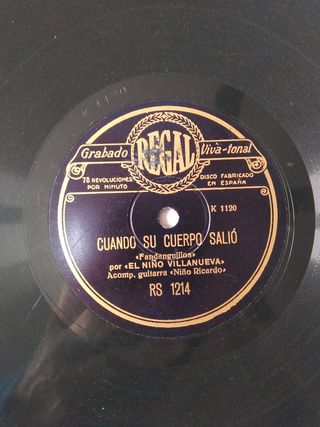 REGAL
Grabado Viva-tonal
78 REVOLUCIONES POR MINUTO
DISCO FABRICADO EN ESPAÑA
K 1120
CUANDO SU CUERPO SALIÓ
«Fandanguillos»
por «EL NIÑO VILLANUEVA»
Acomp. guitarra «Niño Ricardo»
RS 1214